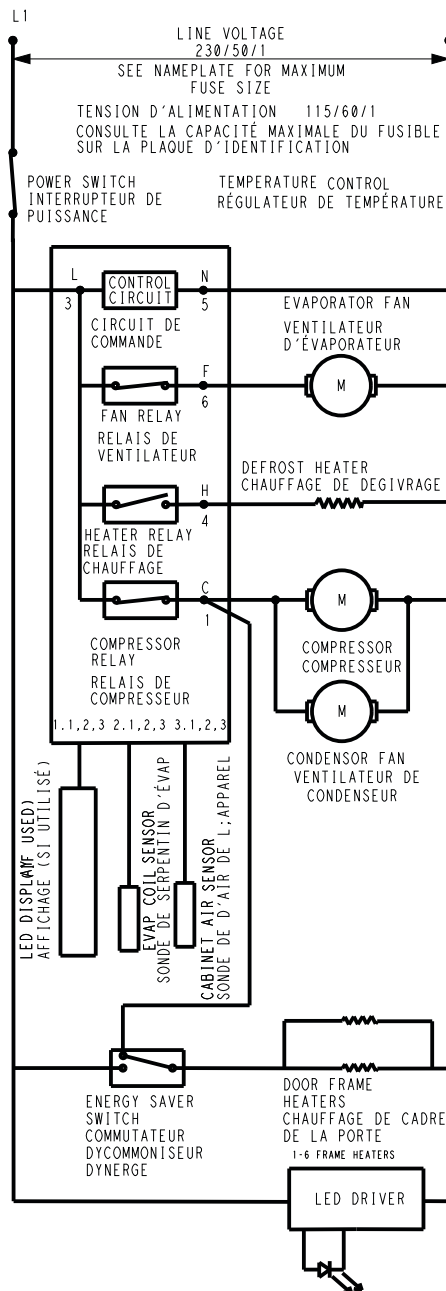 L1
LINE VOLTAGE
230/50/1
SEE NAMEPLATE FOR MAXIMUM
FUSE SIZE
TENSION D'ALIMENTATION 115/60/1
CONSULTE LA CAPACITÉ MAXIMALE DU FUSIBLE
SUR LA PLAQUE D'IDENTIFICATION
POWER SWITCH
INTERRUPTEUR DE
PUISSANCE
TEMPERATURE CONTROL
RÉGULATEUR DE TEMPÉRATURE
L
3
CONTROL
CIRCUIT
N
5
CIRCUIT DE
COMMANDE
EVAPORATOR FAN
VENTILATEUR
D'ÉVAPORATEUR
M
F
6
FAN RELAY
RELAIS DE
VENTILATEUR
DEFROST HEATER
CHAUFFAGE DE DEGIVRAGE
H
4
HEATER RELAY
RELAIS DE
CHAUFFAGE
C
1
M
COMPRESSOR
RELAY
RELAIS DE
COMPRESSEUR
COMPRESSOR
COMPRESSEUR
M
1.1,2,3 2.1,2,3 3.1,2,3
CONDENSOR FAN
VENTILATEUR DE
CONDENSEUR
LED DISPLAY USED)
AFFICHAGE (SI UTILISÉ)
EVAP COIL SENSOR
SONDE DE SERPENTIN D'ÉVAP
CABINET AIR SENSOR
SONDE DE D'AIR DE L;APPAREL
ENERGY SAVER
SWITCH
COMMUTATEUR
DYCOMMONISEUR
DYNERGE
DOOR FRAME
HEATERS
CHAUFFAGE DE CADRE
DE LA PORTE
1-6 FRAME HEATERS
LED DRIVER